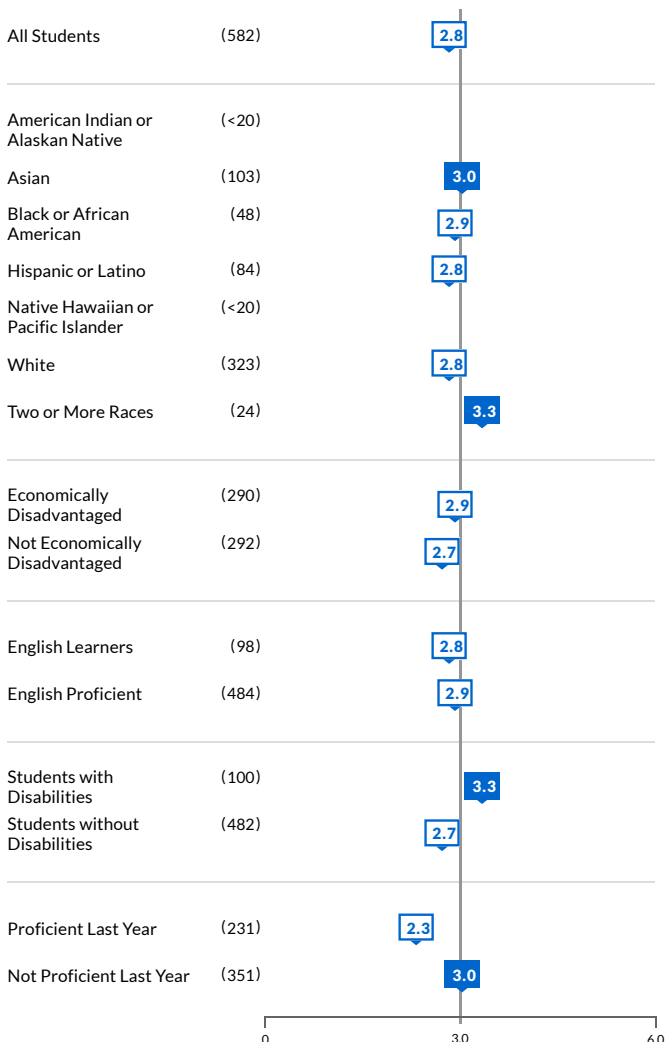 All Students (582) 2.8
American Indian or (<20)
Alaskan Native
Asian (103) 3.0
Black or African (48) 2.9
American
Hispanic or Latino (84) 2.8
Native Hawaiian or (<20)
Pacific Islander
White (323) 2.8
Two or More Races (24) 3.3
Economically (290) 2.9
Disadvantaged
Not Economically (292) 2.7
Disadvantaged
English Learners (98) 2.8
English Proficient (484) 2.9
Students with (100) 3.3
Disabilities
Students without (482) 2.7
Disabilities
Proficient Last Year (231) 2.3
Not Proficient Last Year (351) 3.0
0 3.0 6.0